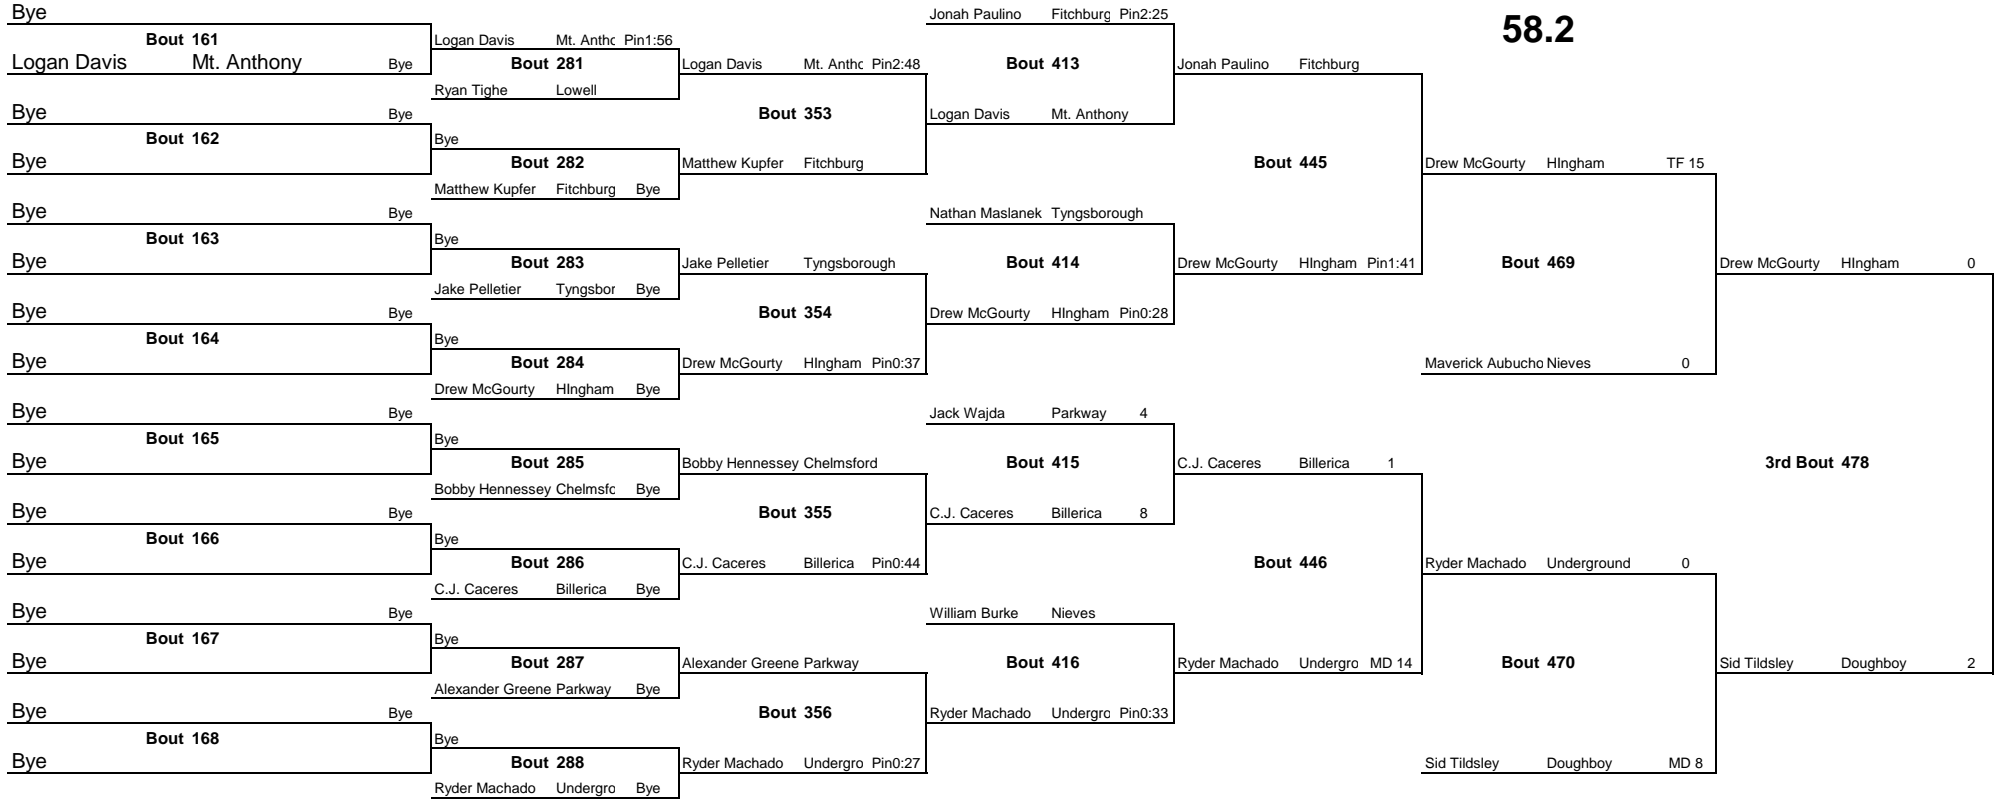 58.2
Bye
Bout 161
Logan Davis Mt. Anthony Bye
Bye Bye
Bout 162
Bye
Bye Bye
Bout 163
Bye
Bye Bye
Bout 164
Bye
Bye Bye
Bout 165
Bye
Bye Bye
Bout 166
Bye
Bye Bye
Bout 167
Bye
Bye Bye
Bout 168
Bye
Logan Davis Mt. Antho Pin1:56
Bout 281
Ryan Tighe Lowell
Bye
Bout 282
Matthew Kupfer Fitchburg Bye
Bye
Bout 283
Jake Pelletier Tyngsbor Bye
Bye
Bout 284
Drew McGourty HIngham Bye
Bye
Bout 285
Bobby Hennessey Chelmsfo Bye
Bye
Bout 286
C.J. Caceres Billerica Bye
Bye
Bout 287
Alexander Greene Parkway Bye
Bye
Bout 288
Ryder Machado Undergro Bye
Logan Davis Mt. Antho Pin2:48
Bout 353
Matthew Kupfer Fitchburg
Jake Pelletier Tyngsborough
Bout 354
Drew McGourty HIngham Pin0:37
Bobby Hennessey Chelmsford
Bout 355
C.J. Caceres Billerica Pin0:44
Alexander Greene Parkway
Bout 356
Ryder Machado Undergro Pin0:27
Jonah Paulino Fitchburg Pin2:25
Bout 413
Logan Davis Mt. Anthony
Nathan Maslanek Tyngsborough
Bout 414
Drew McGourty HIngham Pin0:28
Jack Wajda Parkway 4
Bout 415
C.J. Caceres Billerica 8
William Burke Nieves
Bout 416
Ryder Machado Undergro Pin0:33
Jonah Paulino Fitchburg
Bout 445
Drew McGourty HIngham Pin1:41
C.J. Caceres Billerica 1
Bout 446
Ryder Machado Undergro MD 14
Drew McGourty HIngham TF 15
Bout 469
Maverick Aubucho Nieves 0
Ryder Machado Underground 0
Bout 470
Sid Tildsley Doughboy MD 8
Drew McGourty HIngham 0
3rd Bout 478
Sid Tildsley Doughboy 2